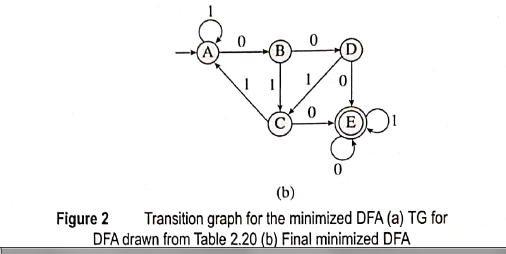 1
0
0
A
B
D
1
1
1
0
0
C
E
1
0
(b)
Figure 2 Transition graph for the minimized DFA (a) TG for
DFA drawn from Table 2.20 (b) Final minimized DFA